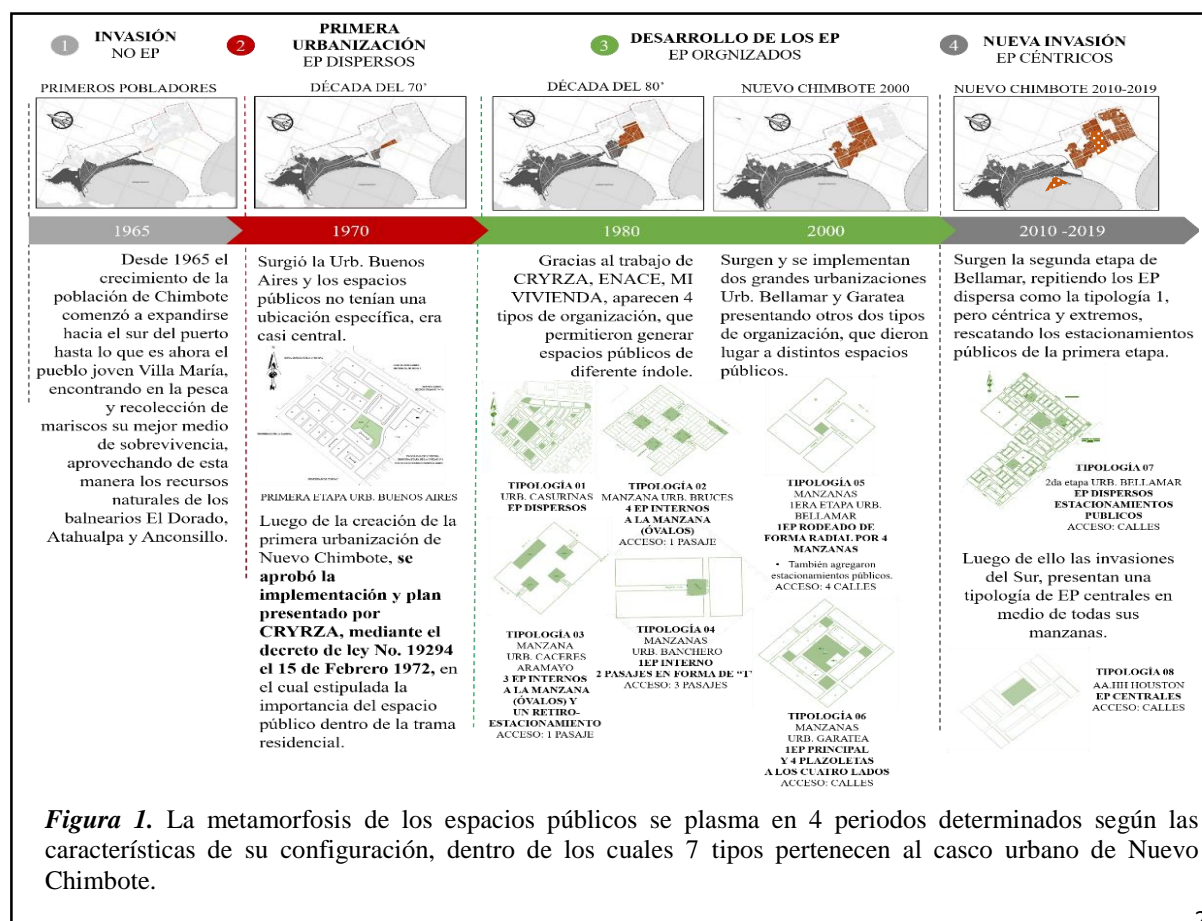 1
INVASIÓN
NO EP
2
PRIMERA
URBANIZACIÓN
EP DISPERSOS
3
DESARROLLO DE LOS EP
EP ORGNIZADOS
4
NUEVA INVASIÓN
EP CÉNTRICOS
PRIMEROS POBLADORES
DÉCADA DEL 70’
DÉCADA DEL 80’
NUEVO CHIMBOTE 2000
NUEVO CHIMBOTE 2010-2019
1965
1970
1980
2000
2010 -2019
Desde 1965 el
crecimiento de la
población de Chimbote
comenzó a expandirse
hacia el sur del puerto
hasta lo que es ahora el
pueblo joven Villa María,
encontrando en la pesca
y recolección de
mariscos su mejor medio
de sobrevivencia,
aprovechando de esta
manera los recursos
naturales de los
balnearios El Dorado,
Atahualpa y Anconsillo.
Surgió la Urb. Buenos
Aires y los espacios
públicos no tenían una
ubicación específica, era
casi central.
PRIMERA ETAPA URB. BUENOS AIRES
Luego de la creación de la
primera urbanización de
Nuevo Chimbote, se
aprobó la
implementación y plan
presentado por
CRYRZA, mediante el
decreto de ley No. 19294
el 15 de Febrero 1972, en
el cual estipulada la
importancia del espacio
público dentro de la trama
residencial.
Gracias al trabajo de
CRYRZA, ENACE, MI
VIVIENDA, aparecen 4
tipos de organización, que
permitieron generar
espacios públicos de
diferente índole.
TIPOLOGÍA 01
URB. CASURINAS
EP DISPERSOS
TIPOLOGÍA 02
MANZANA URB. BRUCES
4 EP INTERNOS
A LA MANZANA
(ÓVALOS)
ACCESO: 1 PASAJE
TIPOLOGÍA 03
MANZANA
URB. CACERES
ARAMAYO
3 EP INTERNOS
A LA MANZANA
(ÓVALOS) Y
UN RETIRO-
ESTACIONAMIENTO
ACCESO: 1 PASAJE
TIPOLOGÍA 04
MANZANAS
URB. BANCHERO
1EP INTERNO
2 PASAJES EN FORMA DE “T”
ACCESO: 3 PASAJES
Surgen y se implementan
dos grandes urbanizaciones
Urb. Bellamar y Garatea
presentando otros dos tipos
de organización, que dieron
lugar a distintos espacios
públicos.
TIPOLOGÍA 05
MANZANAS
1ERA ETAPA URB.
BELLAMAR
1EP RODEADO DE
FORMA RADIAL POR 4
MANZANAS
• También agregaron
estacionamientos públicos.
ACCESO: 4 CALLES
TIPOLOGÍA 06
MANZANAS
URB. GARATEA
1EP PRINCIPAL
Y 4 PLAZOLETAS
A LOS CUATRO LADOS
ACCESO: CALLES
Surgen la segunda etapa de
Bellamar, repitiendo los EP
dispersa como la tipología 1,
pero céntrica y extremos,
rescatando los estacionamientos
públicos de la primera etapa.
TIPOLOGÍA 07
2da etapa URB. BELLAMAR
EP DISPERSOS
ESTACIONAMIENTOS
PUBLICOS
ACCESO: CALLES
Luego de ello las invasiones
del Sur, presentan una
tipología de EP centrales en
medio de todas sus
manzanas.
TIPOLOGÍA 08
AA.HH HOUSTON
EP CENTRALES
ACCESO: CALLES
Figura 1. La metamorfosis de los espacios públicos se plasma en 4 periodos determinados según las
características de su configuración, dentro de los cuales 7 tipos pertenecen al casco urbano de Nuevo
Chimbote.